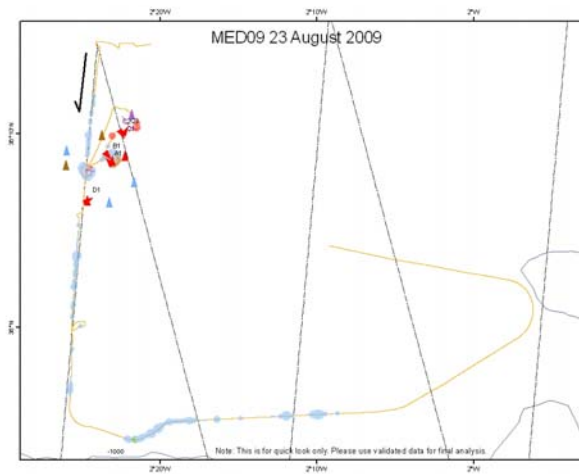 2°20'W 2°10'W 2°W
MED09 23 August 2009
B1
D1
-1000
Note: This is for quick look only. Please use validated data for final analysis.
2°20'W 2°10'W 2°W